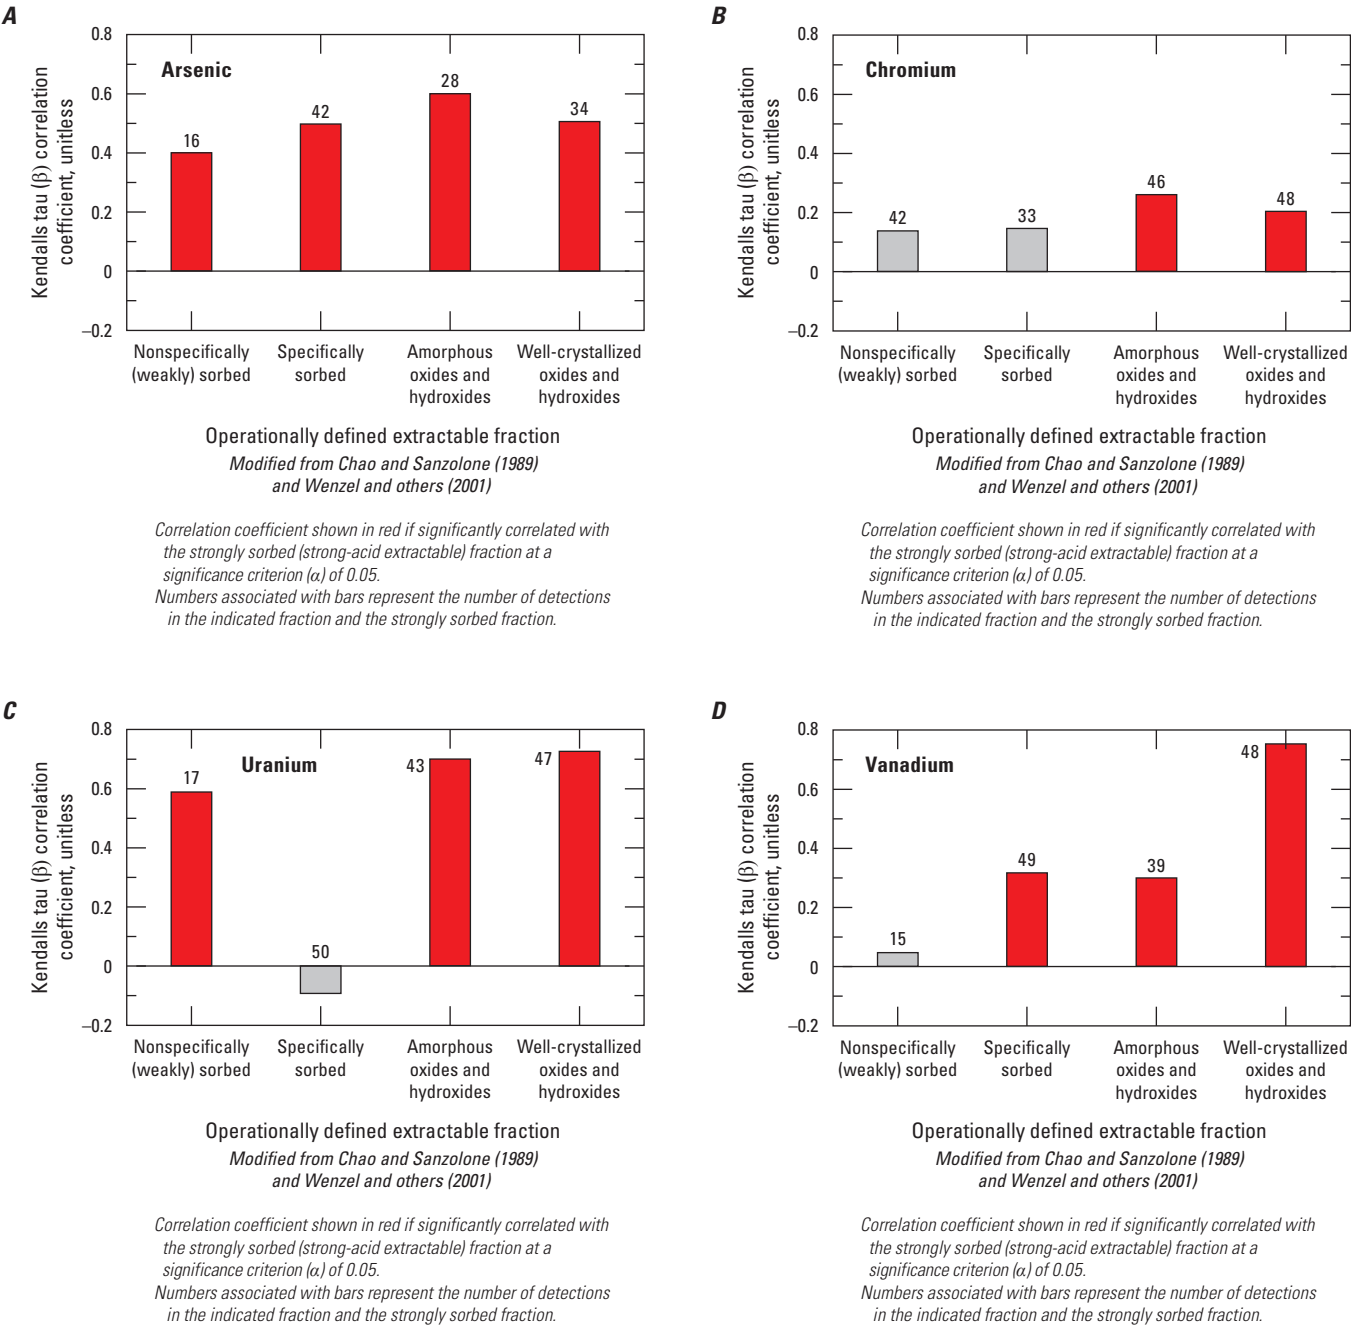 A
Kendalls tau (β) correlation
coefficient, unitless
0.8
0.6
0.4
0.2
0
–0.2
Arsenic
16
42
28
34
Nonspecifically
(weakly) sorbed
Specifically
sorbed
Amorphous
oxides and
hydroxides
Well-crystallized
oxides and
hydroxides
Operationally defined extractable fraction
Modified from Chao and Sanzolone (1989)
and Wenzel and others (2001)
Correlation coefficient shown in red if significantly correlated with
the strongly sorbed (strong-acid extractable) fraction at a
significance criterion (α) of 0.05.
Numbers associated with bars represent the number of detections
in the indicated fraction and the strongly sorbed fraction.
B
Kendalls tau (β) correlation
coefficient, unitless
0.8
0.6
0.4
0.2
0
–0.2
Chromium
42
33
46
48
Nonspecifically
(weakly) sorbed
Specifically
sorbed
Amorphous
oxides and
hydroxides
Well-crystallized
oxides and
hydroxides
Operationally defined extractable fraction
Modified from Chao and Sanzolone (1989)
and Wenzel and others (2001)
Correlation coefficient shown in red if significantly correlated with
the strongly sorbed (strong-acid extractable) fraction at a
significance criterion (α) of 0.05.
Numbers associated with bars represent the number of detections
in the indicated fraction and the strongly sorbed fraction.
C
Kendalls tau (β) correlation
coefficient, unitless
0.8
0.6
0.4
0.2
0
–0.2
Uranium
17
50
43
47
Nonspecifically
(weakly) sorbed
Specifically
sorbed
Amorphous
oxides and
hydroxides
Well-crystallized
oxides and
hydroxides
Operationally defined extractable fraction
Modified from Chao and Sanzolone (1989)
and Wenzel and others (2001)
Correlation coefficient shown in red if significantly correlated with
the strongly sorbed (strong-acid extractable) fraction at a
significance criterion (α) of 0.05.
Numbers associated with bars represent the number of detections
in the indicated fraction and the strongly sorbed fraction.
D
Kendalls tau (β) correlation
coefficient, unitless
0.8
0.6
0.4
0.2
0
–0.2
Vanadium
15
49
39
48
Nonspecifically
(weakly) sorbed
Specifically
sorbed
Amorphous
oxides and
hydroxides
Well-crystallized
oxides and
hydroxides
Operationally defined extractable fraction
Modified from Chao and Sanzolone (1989)
and Wenzel and others (2001)
Correlation coefficient shown in red if significantly correlated with
the strongly sorbed (strong-acid extractable) fraction at a
significance criterion (α) of 0.05.
Numbers associated with bars represent the number of detections
in the indicated fraction and the strongly sorbed fraction.